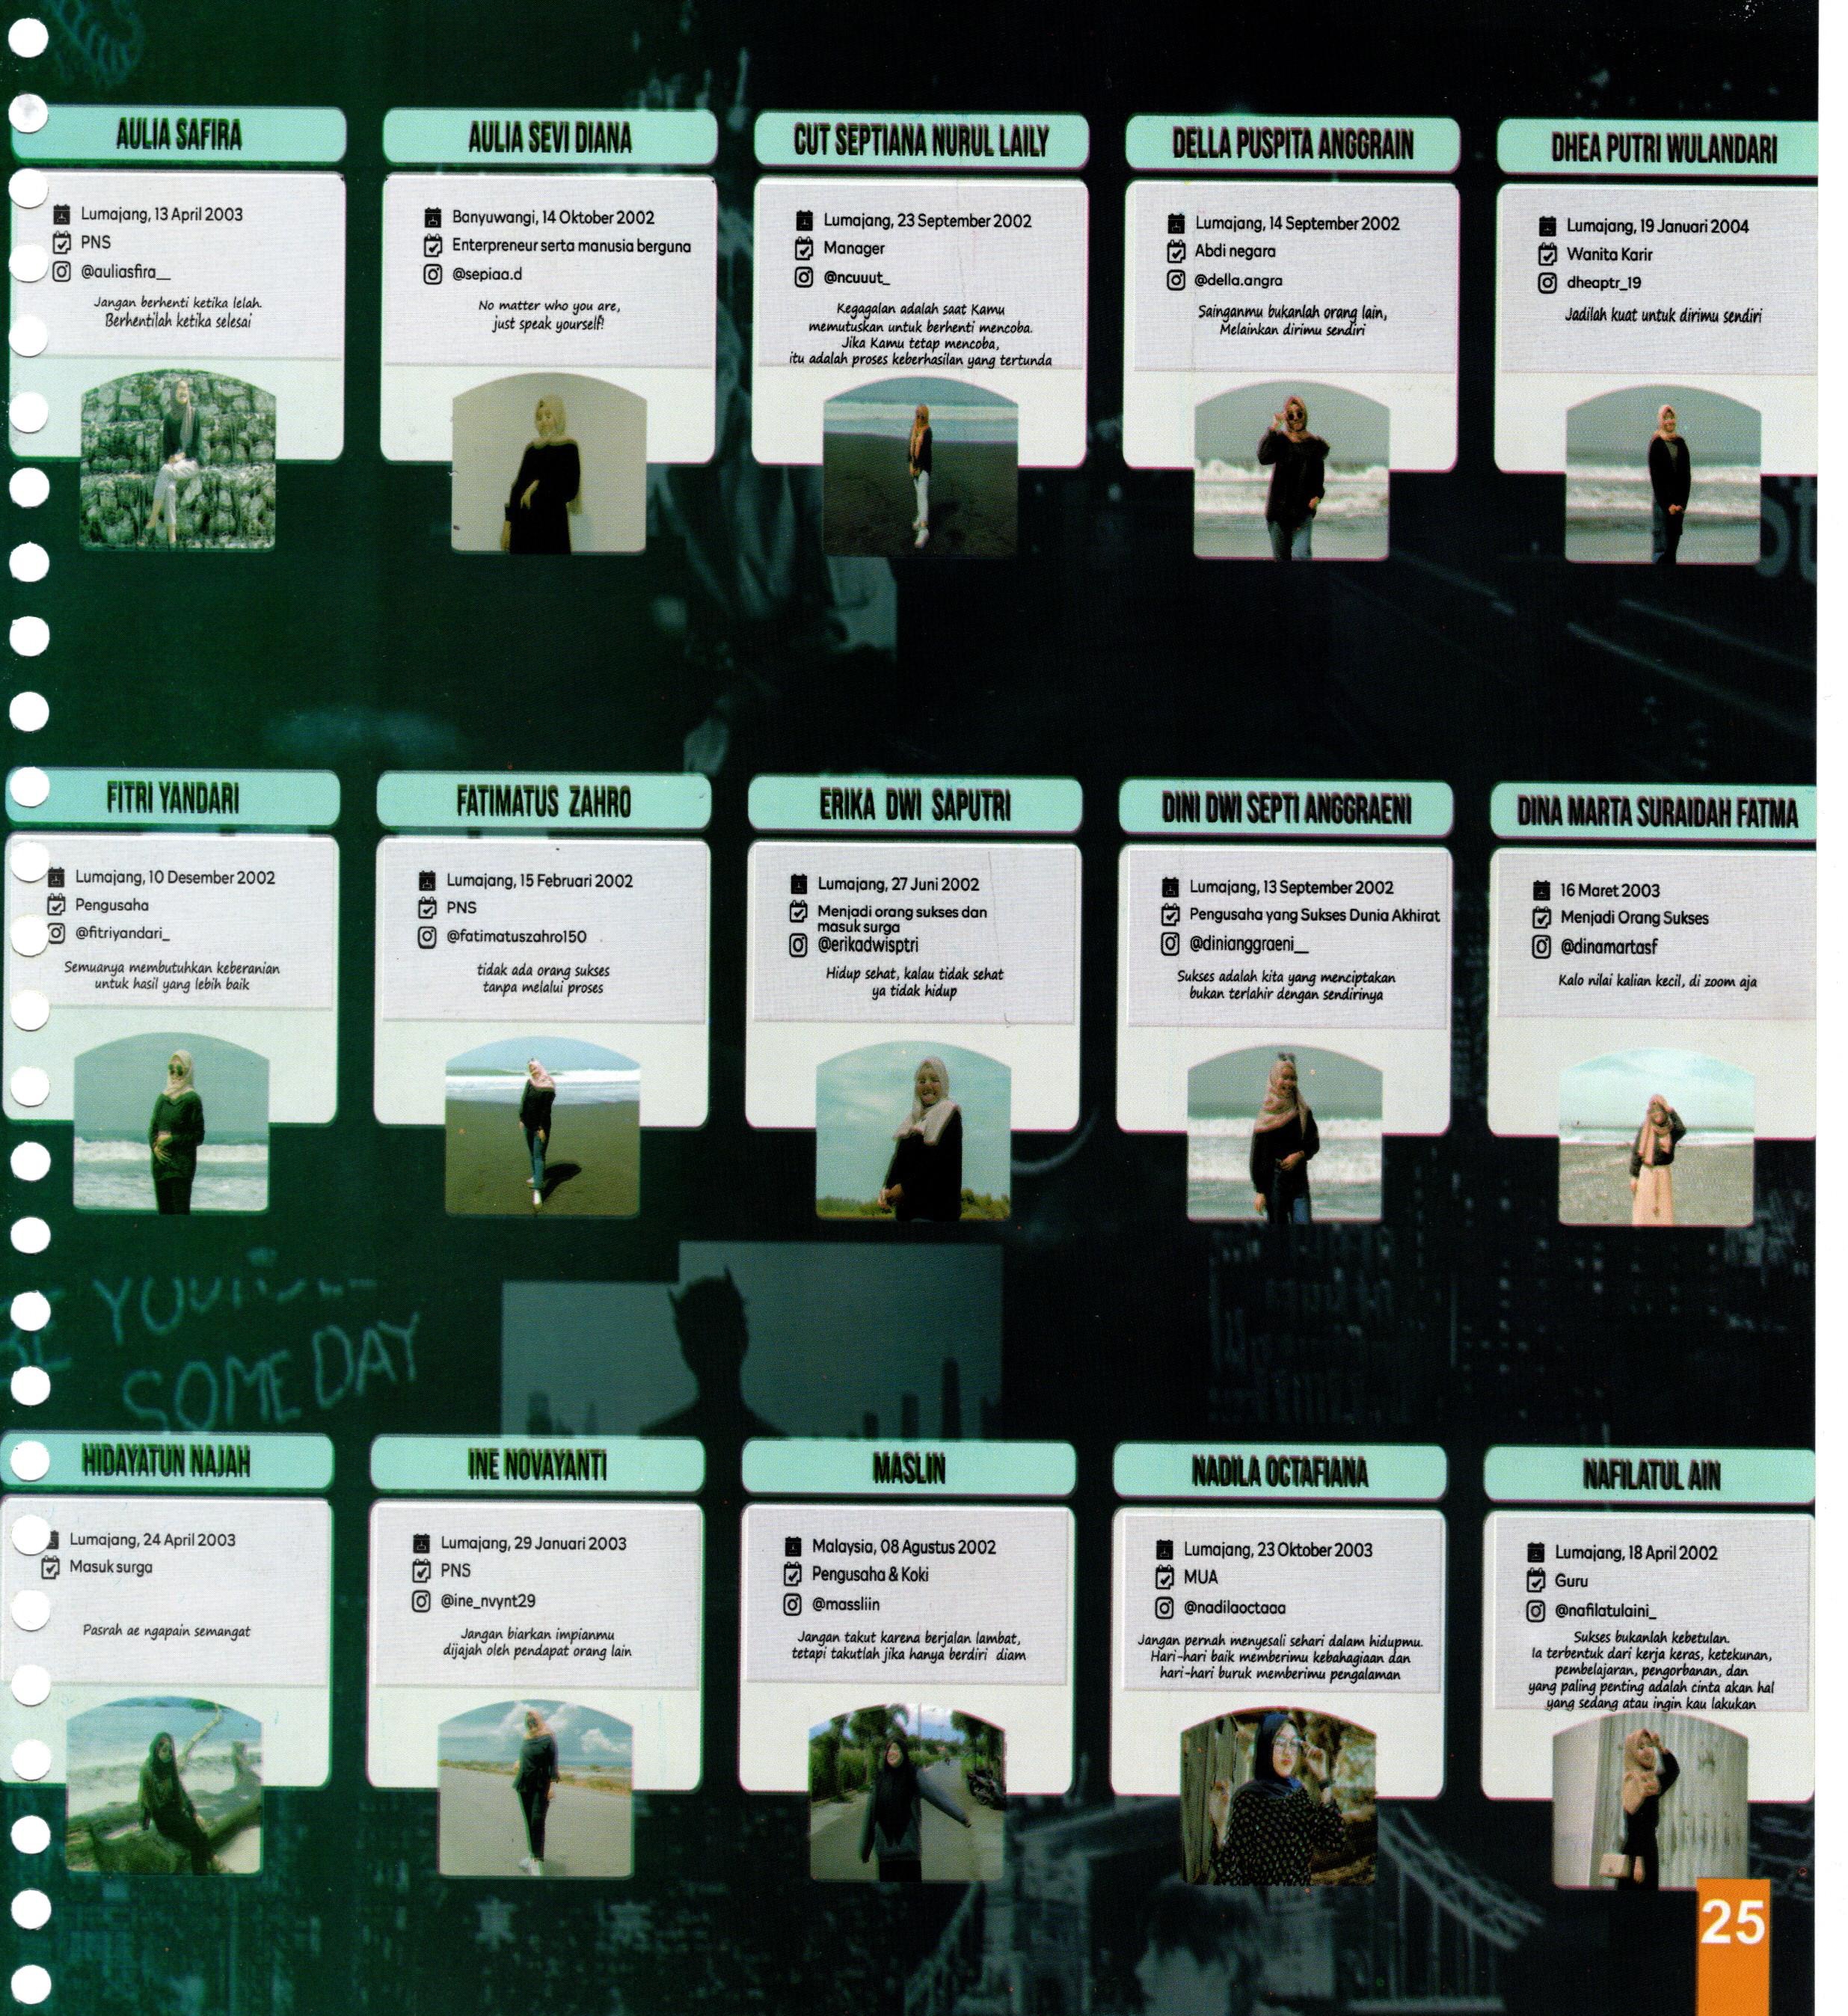 AULIA SAFIRA
Lumajang, 13 April 2003
PNS
@auliasfira__
Jangan berhenti ketika lelah.
Berhentilah ketika selesai
AULIA SEVI DIANA
Banyuwangi, 14 Oktober 2002
Enterpreneur serta manusia berguna
@sepiaa.d
No matter who you are,
just speak yourself!
CUT SEPTIANA NURUL LAILY
Lumajang, 23 September 2002
Manager
@ncuuut_
Kegagalan adalah saat Kamu
memutuskan untuk berhenti mencoba.
Jika Kamu tetap mencoba,
itu adalah proses keberhasilan yang tertunda
DELLA PUSPITA ANGGRAIN
Lumajang, 14 September 2002
Abdi negara
@della.angra
Sainganmu bukanlah orang lain,
Melainkan dirimu sendiri
DHEA PUTRI WULANDARI
Lumajang, 19 Januari 2004
Wanita Karir
dheaptr_19
Jadilah kuat untuk dirimu sendiri
FITRI YANDARI
Lumajang, 10 Desember 2002
Pengusaha
@fitriyandari_
Semuanya membutuhkan keberanian
untuk hasil yang lebih baik
FATIMATUS ZAHRO
Lumajang, 15 Februari 2002
PNS
@fatimatuszahro150
tidak ada orang sukses
tanpa melalui proses
ERIKA DWI SAPUTRI
Lumajang, 27 Juni 2002
Menjadi orang sukses dan
masuk surga
@erikadwisptri
Hidup sehat, kalau tidak sehat
ya tidak hidup
DINI DWI SEPTI ANGGRAENI
Lumajang, 13 September 2002
Pengusaha yang Sukses Dunia Akhirat
@dinianggraeni__
Sukses adalah kita yang menciptakan
bukan terlahir dengan sendirinya
DINA MARTA SURAIDAH FATMA
16 Maret 2003
Menjadi Orang Sukses
@dinamartasf
Kalo nilai kalian kecil, di zoom aja
SOME DAY
HIDAYATUN NAJAH
Lumajang, 24 April 2003
Masuk surga
Pasrah ae ngapain semangat
INE NOVAYANTI
Lumajang, 29 Januari 2003
PNS
@ine_nvynt29
Jangan biarkan impianmu
dijajah oleh pendapat orang lain
MASLIN
Malaysia, 08 Agustus 2002
Pengusaha & Koki
@massliin
Jangan takut karena berjalan lambat,
tetapi takutlah jika hanya berdiri diam
NADILA OCTAFIANA
Lumajang, 23 Oktober 2003
MUA
@nadilaoctaaa
Jangan pernah menyesali sehari dalam hidupmu.
Hari-hari baik memberimu kebahagiaan dan
hari-hari buruk memberimu pengalaman
NAFILATUL AIN
Lumajang, 18 April 2002
Guru
@nafilatulaini_
Sukses bukanlah kebetulan.
Ia terbentuk dari kerja keras, ketekunan,
pembelajaran, pengorbanan, dan
yang paling penting adalah cinta akan hal
yang sedang atau ingin kau lakukan
東 京
25